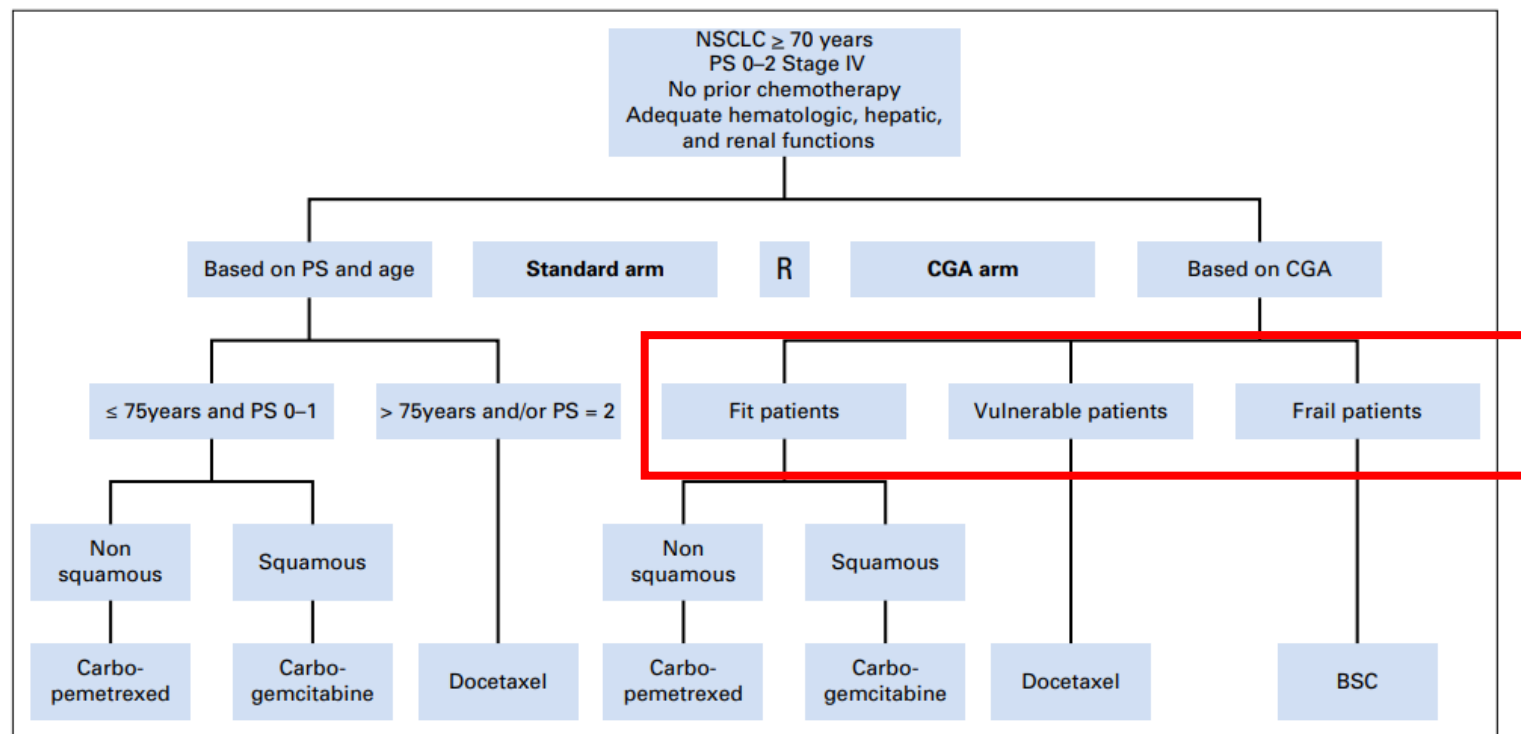 NSCLC ≥ 70 years
PS 0–2 Stage IV
No prior chemotherapy
Adequate hematologic, hepatic,
and renal functions
Based on PS and age
Standard arm
R
CGA arm
Based on CGA
≤ 75years and PS 0–1
> 75years and/or PS = 2
Fit patients
Vulnerable patients
Frail patients
Non
squamous
Squamous
Non
squamous
Squamous
Carbo-
pemetrexed
Carbo-
gemcitabine
Docetaxel
Carbo-
pemetrexed
Carbo-
gemcitabine
Docetaxel
BSC